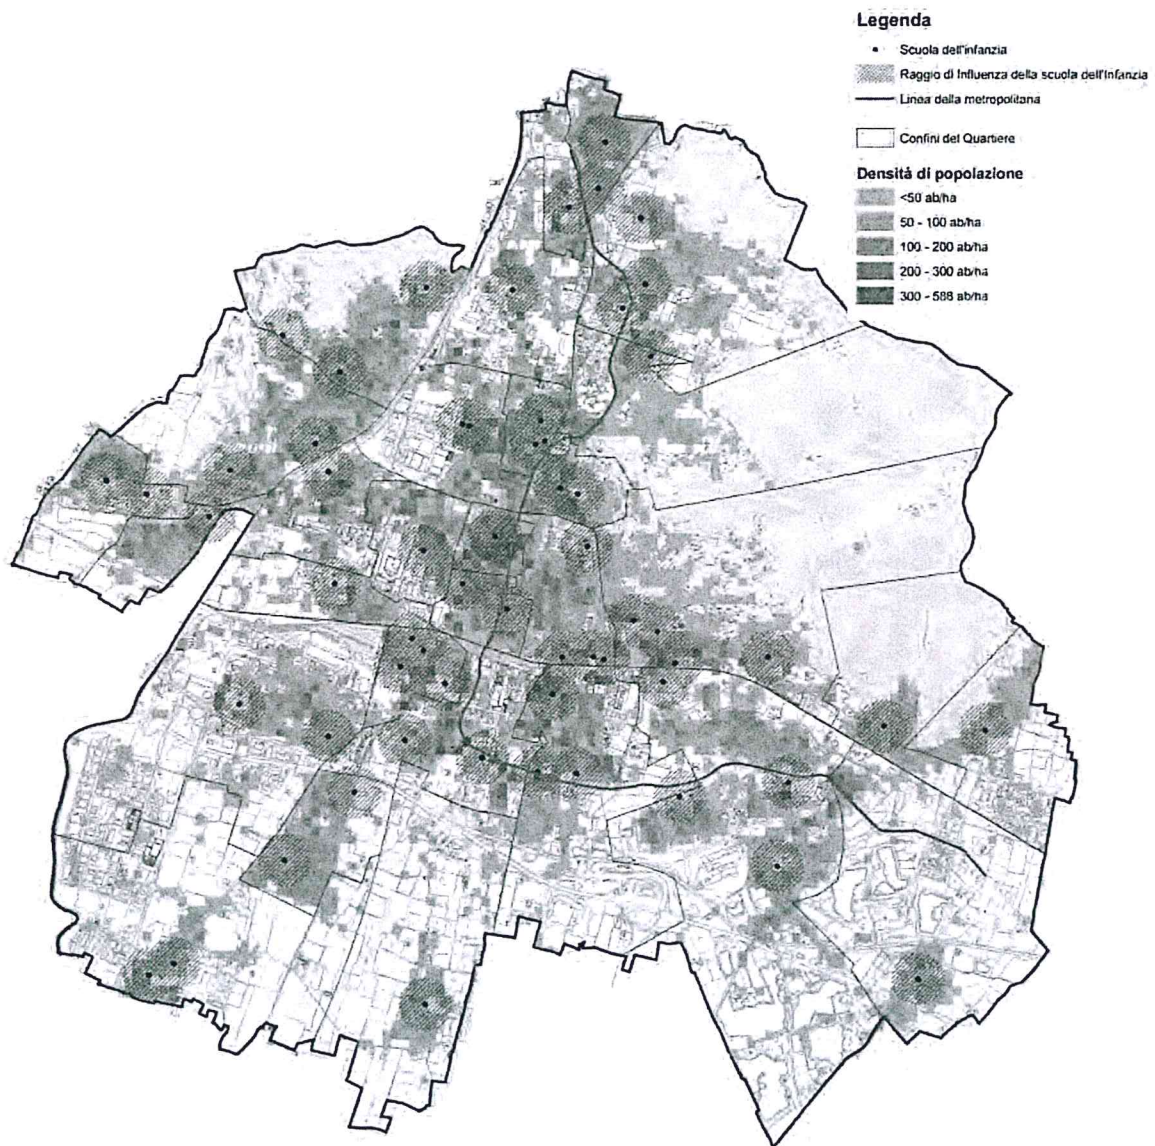 Legenda
Scuola dell'infanzia
Raggio di Influenza della scuola dell'Infanzia
Linea della metropolitana
Confini del Quartiere
Densità di popolazione
<50 ab/ha
50 - 100 ab/ha
100 - 200 ab/ha
200 - 300 ab/ha
300 - 588 ab/ha